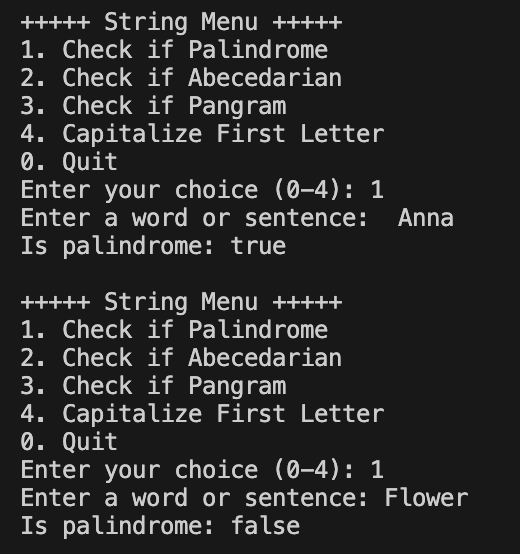 +++++ String Menu +++++
1. Check if Palindrome
2. Check if Abecedarian
3. Check if Pangram
4. Capitalize First Letter
0. Quit
Enter your choice (0-4): 1
Enter a word or sentence:  Anna
Is palindrome: true

+++++ String Menu +++++
1. Check if Palindrome
2. Check if Abecedarian
3. Check if Pangram
4. Capitalize First Letter
0. Quit
Enter your choice (0-4): 1
Enter a word or sentence: Flower
Is palindrome: false